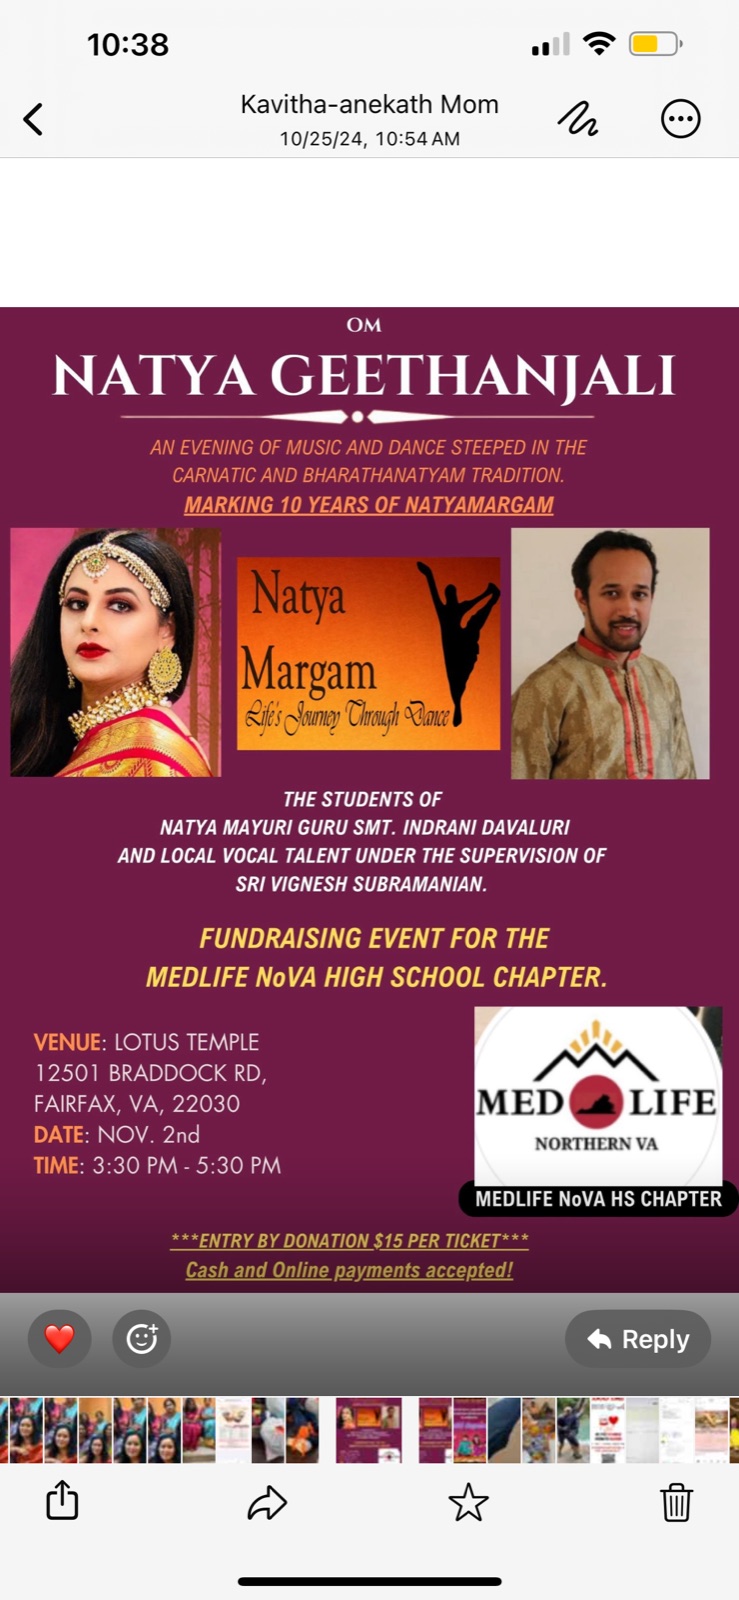 10:38
Kavitha-anekath Mom
10/25/24, 10:54 AM
OM
NATYA GEETHANJALI
AN EVENING OF MUSIC AND DANCE STEEPED IN THE
CARNATIC AND BHARATHANATYAM TRADITION.
MARKING 10 YEARS OF NATYAMARGAM
Natya
Margam
Life's Journey Through Dance
THE STUDENTS OF
NATYA MAYURI GURU SMT. INDRANI DAVALURI
AND LOCAL VOCAL TALENT UNDER THE SUPERVISION OF
SRI VIGNESH SUBRAMANIAN.
FUNDRAISING EVENT FOR THE
MEDLIFE NoVA HIGH SCHOOL CHAPTER.
VENUE: LOTUS TEMPLE
12501 BRADDOCK RD,
FAIRFAX, VA, 22030
DATE: NOV. 2nd
TIME: 3:30 PM - 5:30 PM
MED LIFE
NORTHERN VA
MEDLIFE NoVA HS CHAPTER
***ENTRY BY DONATION $15 PER TICKET***
Cash and Online payments accepted!
Reply